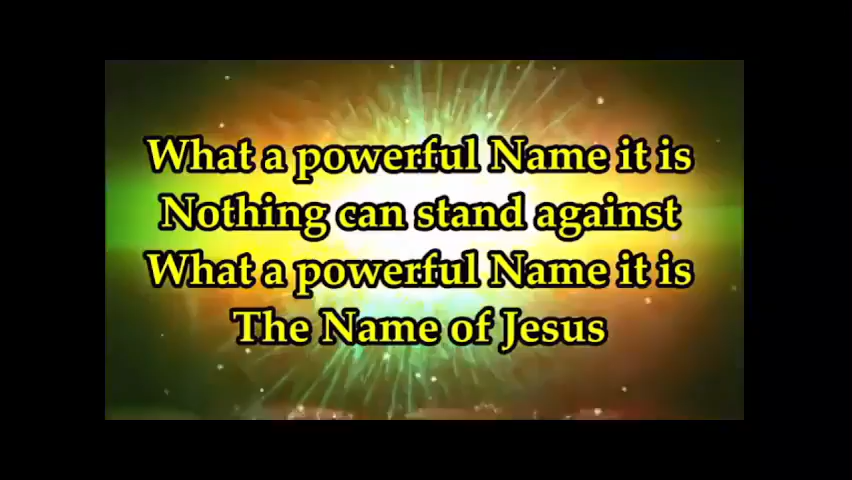 What a powerful Name it is
Nothing can stand against
What a powerful Name it is
The Name of Jesus